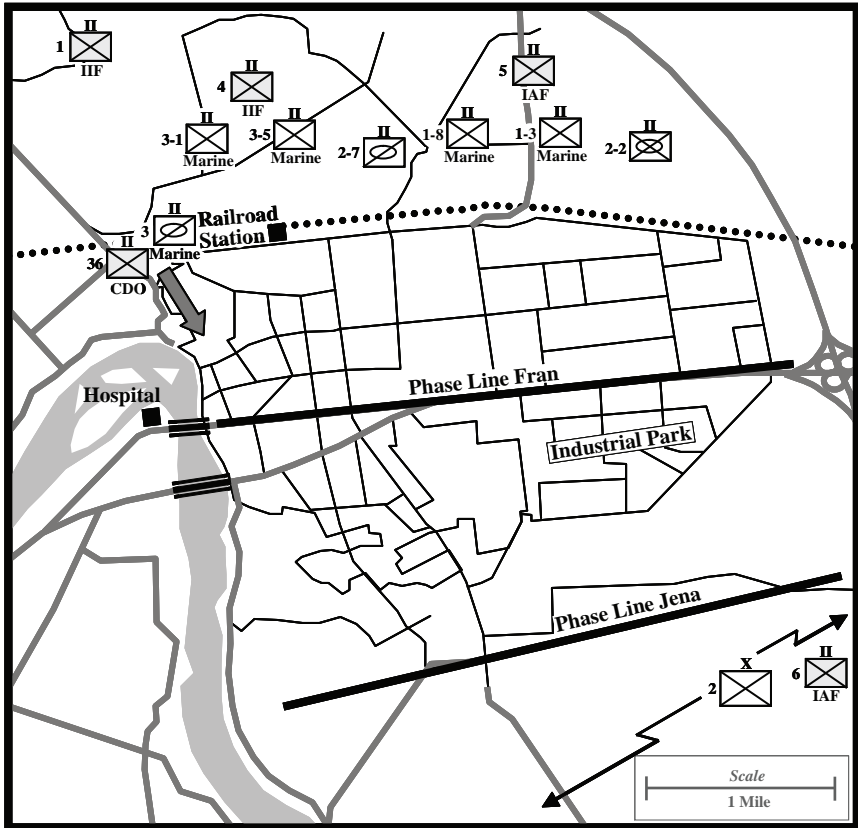 II
1
IIF
II
4
IIF
II
5
IAF
II
3-1
Marine
II
3-5
Marine
II
2-7
II
1-8
Marine
II
1-3
Marine
II
2-2
II
3
Marine
Railroad
Station
II
36
CDO
Hospital
Phase Line Fran
Industrial Park
Phase Line Jena
X
2
II
6
IAF
Scale
1 Mile